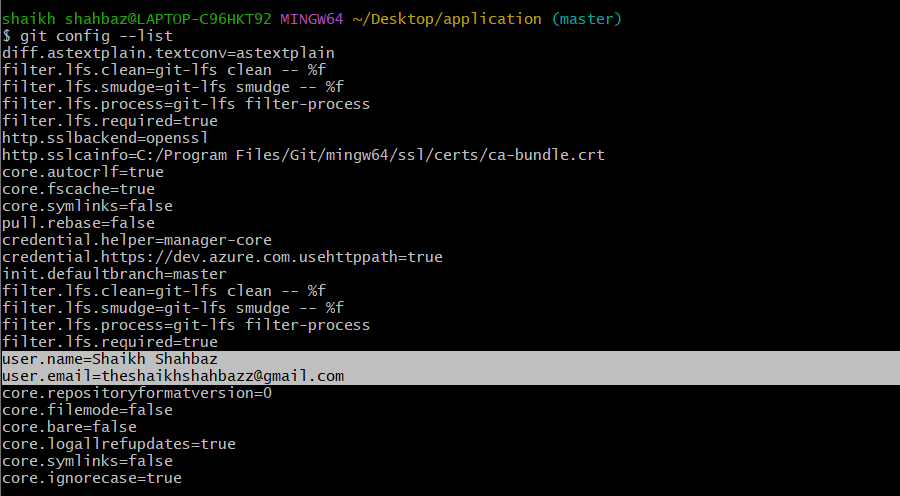 shaikh shahbaz@LAPTOP-C96HKT92 MINGW64 ~/Desktop/application (master)
$ git config --list
diff.astextplain.textconv=astextplain
filter.lfs.clean=git-lfs clean -- %f
filter.lfs.smudge=git-lfs smudge -- %f
filter.lfs.process=git-lfs filter-process
filter.lfs.required=true
http.sslbackend=openssl
http.sslcainfo=C:/Program Files/Git/mingw64/ssl/certs/ca-bundle.crt
core.autocrlf=true
core.fscache=true
core.symlinks=false
pull.rebase=false
credential.helper=manager-core
credential.https://dev.azure.com.usehttppath=true
init.defaultbranch=master
filter.lfs.clean=git-lfs clean -- %f
filter.lfs.smudge=git-lfs smudge -- %f
filter.lfs.process=git-lfs filter-process
filter.lfs.required=true
user.name=Shaikh Shahbaz
user.email=theshaikhshahbazz@gmail.com
core.repositoryformatversion=0
core.filemode=false
core.bare=false
core.logallrefupdates=true
core.symlinks=false
core.ignorecase=true